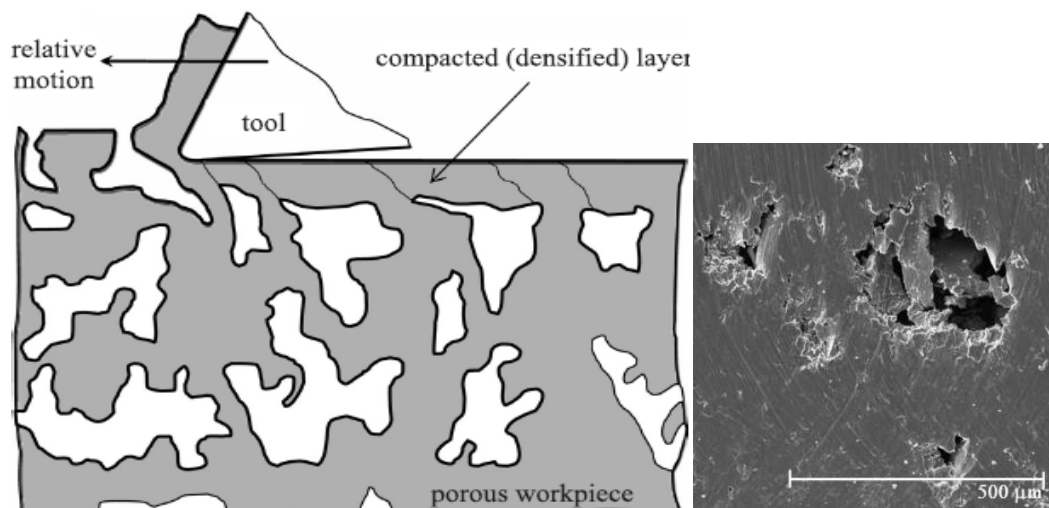 relative
motion
compacted (densified) layer
tool
porous workpiece
500 µm